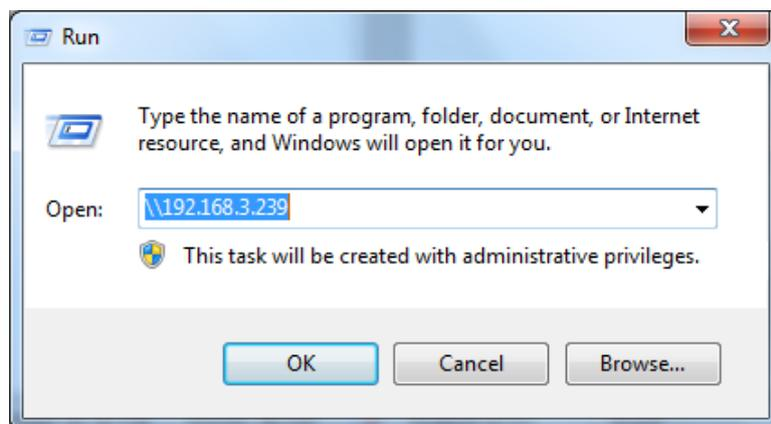 Run
Type the name of a program, folder, document, or Internet
resource, and Windows will open it for you.
Open: \\192.168.3.239
This task will be created with administrative privileges.
OK Cancel Browse...